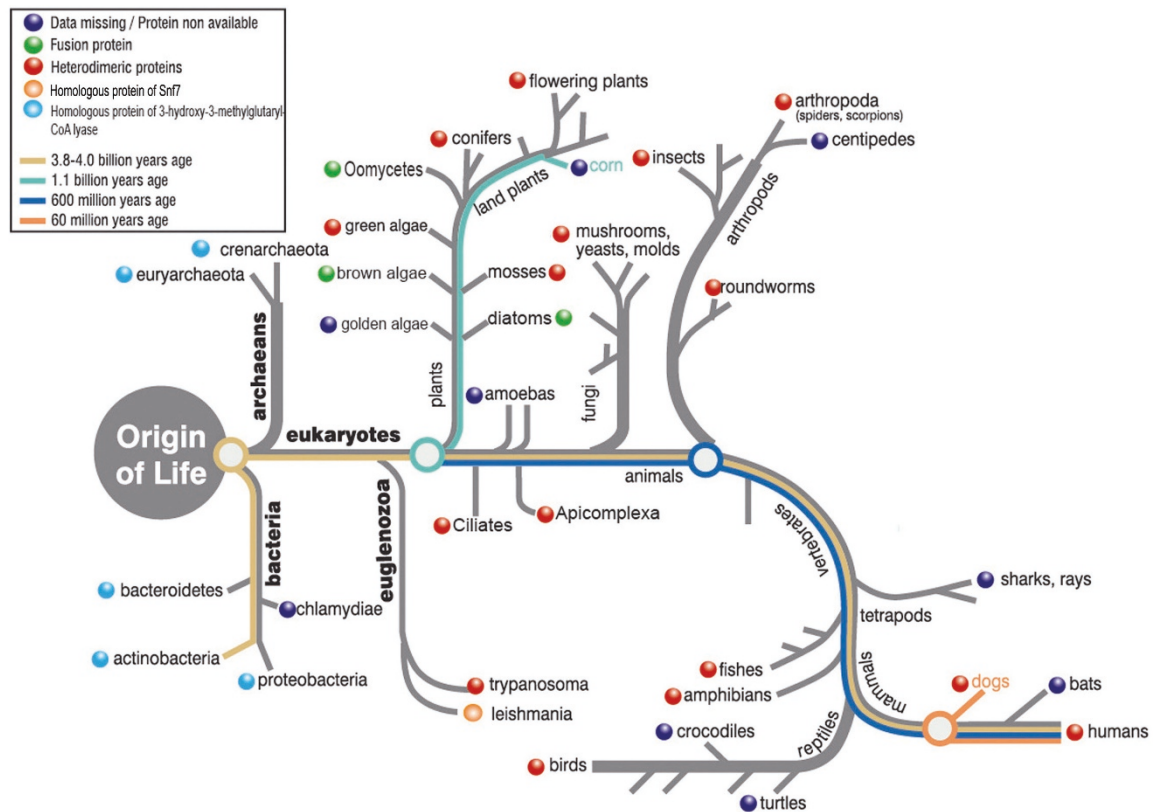 Data missing / Protein non available
Fusion protein
Heterodimeric proteins
Homologous protein of Snf7
Homologous protein of 3-hydroxy-3-methylglutaryl-
CoA lyase
3.8-4.0 billion years age
1.1 billion years age
600 million years age
60 million years age
flowering plants
conifers
Oomycetes
corn
land plants
green algae
brown algae
mosses
golden algae
diatoms
plants
mushrooms,
yeasts, molds
fungi
amoebas
arthropoda
(spiders, scorpions)
centipedes
insects
arthropods
roundworms
crenarchaeota
euryarchaeota
archaeans
Origin
of Life
eukaryotes
animals
bacteria
euglenozoa
Ciliates
Apicomplexa
vertebrates
bacteroidetes
chlamydiae
actinobacteria
proteobacteria
trypanosoma
leishmania
sharks, rays
tetrapods
fishes
amphibians
mammals
dogs
bats
humans
crocodiles
reptiles
birds
turtles